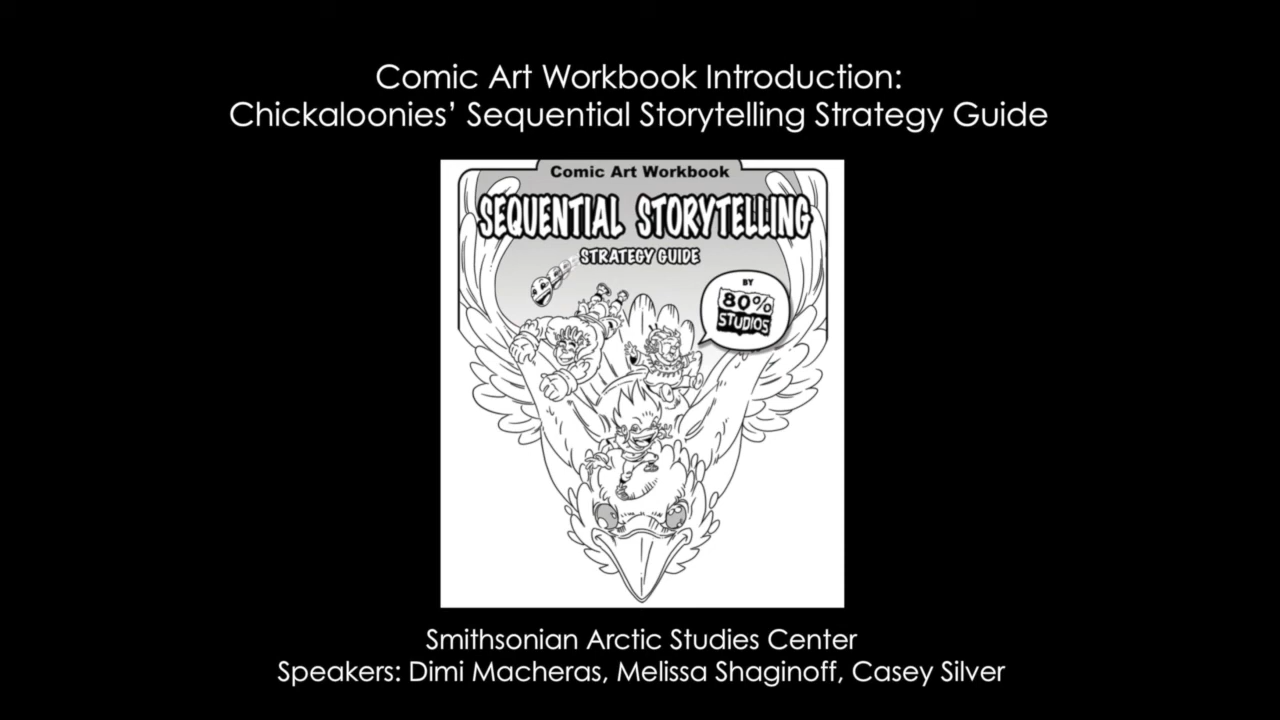 Comic Art Workbook Introduction:
Chickaloonies’ Sequential Storytelling Strategy Guide
Comic Art Workbook
SEQUENTIAL STORYTELLING
STRATEGY GUIDE
BY
80%
STUDIOS
Smithsonian Arctic Studies Center
Speakers: Dimi Macheras, Melissa Shaginoff, Casey Silver